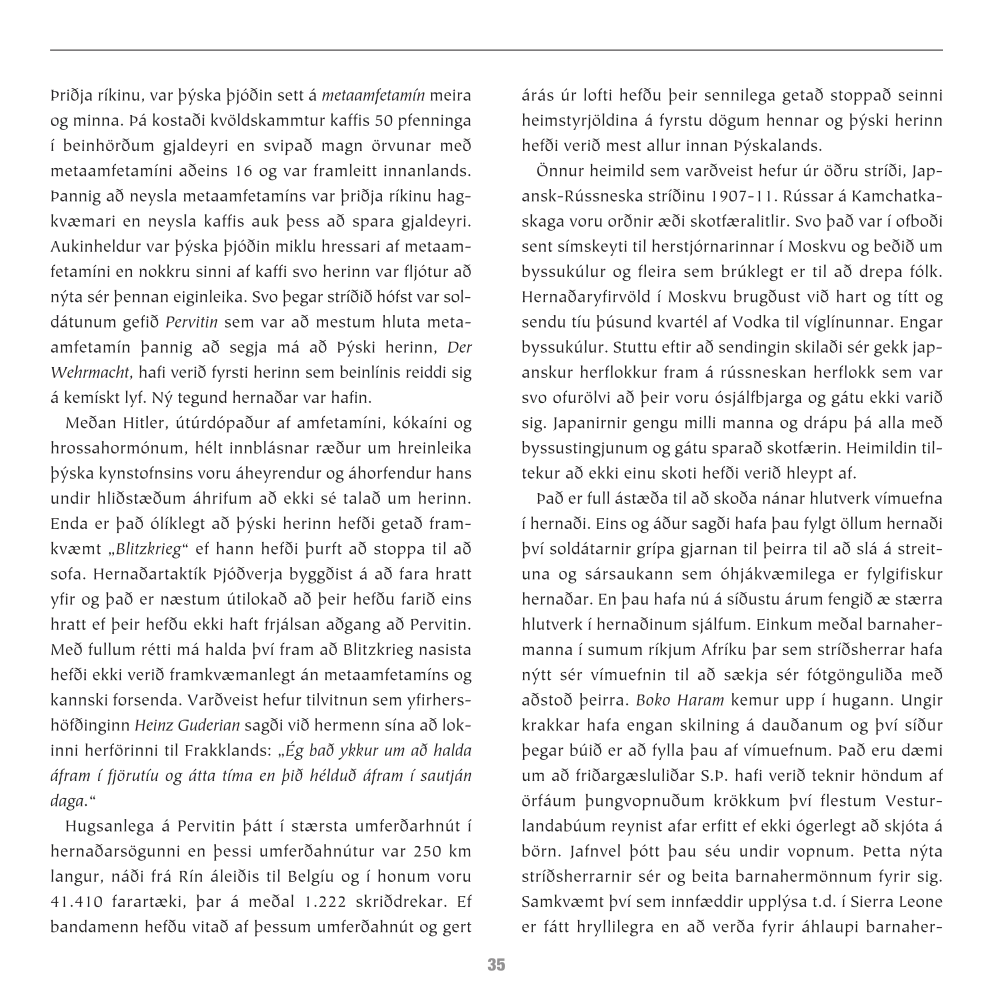 Þriðja ríkinu, var þýska þjóðin sett á metaamfetamín meira
og minna. Þá kostaði kvöldskammtur kaffis 50 pfenninga
í beinhörðum gjaldeyri en svipað magn örvunar með
metaamfetamíni aðeins 16 og var framleitt innanlands.
Þannig að neysla metaamfetamíns var þriðja ríkinu hag-
kvæmari en neysla kaffis auk þess að spara gjaldeyri.
Aukinheldur var þýska þjóðin miklu hressari af metaam-
fetamíni en nokkru sinni af kaffi svo herinn var fljótur að
nýta sér þennan eiginleika. Svo þegar stríðið hófst var sol-
dátunum gefið Pervitin sem var að mestum hluta meta-
amfetamín þannig að segja má að Þýski herinn, Der
Wehrmacht, hafi verið fyrsti herinn sem beinlínis reiddi sig
á kemískt lyf. Ný tegund hernaðar var hafin.
Meðan Hitler, útúrdópaður af amfetamíni, kókaíni og
hrossahormónum, hélt innblásnar ræður um hreinleika
þýska kynstofnsins voru áheyrendur og áhorfendur hans
undir hliðstæðum áhrifum að ekki sé talað um herinn.
Enda er það ólíklegt að þýski herinn hefði getað fram-
kvæmt „Blitzkrieg“ ef hann hefði þurft að stoppa til að
sofa. Hernaðartaktík Þjóðverja byggðist á að fara hratt
yfir og það er næstum útilokað að þeir hefðu farið eins
hratt ef þeir hefðu ekki haft frjálsan aðgang að Pervitin.
Með fullum rétti má halda því fram að Blitzkrieg nasista
hefði ekki verið framkvæmanlegt án metaamfetamíns og
kannski forsenda. Varðveist hefur tilvitnun sem yfirhers-
höfðinginn Heinz Guderian sagði við hermenn sína að lok-
inni herförinni til Frakklands: „Ég bað ykkur um að halda
áfram í fjörutíu og átta tíma en þið hélduð áfram í sautján
daga.“
Hugsanlega á Pervitin þátt í stærsta umferðarhnút í
hernaðarsögunni en þessi umferðahnútur var 250 km
langur, náði frá Rín áleiðis til Belgíu og í honum voru
41.410 farartæki, þar á meðal 1.222 skriðdrekar. Ef
bandamenn hefðu vitað af þessum umferðahnút og gert
árás úr lofti hefðu þeir sennilega getað stoppað seinni
heimstyrjöldina á fyrstu dögum hennar og þýski herinn
hefði verið mest allur innan Þýskalands.
Önnur heimild sem varðveist hefur úr öðru stríði, Jap-
ansk-Rússneska stríðinu 1907-11. Rússar á Kamchatka-
skaga voru orðnir æði skotfæralitlir. Svo það var í ofboði
sent símskeyti til herstjórnarinnar í Moskvu og beðið um
byssukúlur og fleira sem brúklegt er til að drepa fólk.
Hernaðaryfirvöld í Moskvu brugðust við hart og títt og
sendu tíu þúsund kvartél af Vodka til víglínunnar. Engar
byssukúlur. Stuttu eftir að sendingin skilaði sér gekk jap-
anskur herflokkur fram á rússneskan herflokk sem var
svo ofurölvi að þeir voru ósjálfbjarga og gátu ekki varið
sig. Japanirnir gengu milli manna og drápu þá alla með
byssustingjunum og gátu sparað skotfærin. Heimildin til-
tekur að ekki einu skoti hefði verið hleypt af.
Það er full ástæða til að skoða nánar hlutverk vímuefna
í hernaði. Eins og áður sagði hafa þau fylgt öllum hernaði
því soldátarnir grípa gjarnan til þeirra til að slá á streit-
una og sársaukann sem óhjákvæmilega er fylgifiskur
hernaðar. En þau hafa nú á síðustu árum fengið æ stærra
hlutverk í hernaðinum sjálfum. Einkum meðal barnaher-
manna í sumum ríkjum Afríku þar sem stríðsherrar hafa
nýtt sér vímuefnin til að sækja sér fótgönguliða með
aðstoð þeirra. Boko Haram kemur upp í hugann. Ungir
krakkar hafa engan skilning á dauðanum og því síður
þegar búið er að fylla þau af vímuefnum. Það eru dæmi
um að friðargæsluliðar S.Þ. hafi verið teknir höndum af
örfáum þungvopnuðum krökkum því flestum Vestur-
landabúum reynist afar erfitt ef ekki ógerlegt að skjóta á
börn. Jafnvel þótt þau séu undir vopnum. Þetta nýta
stríðsherrarnir sér og beita barnahermönnum fyrir sig.
Samkvæmt því sem innfæddir upplýsa t.d. í Sierra Leone
er fátt hryllilegra en að verða fyrir áhlaupi barnaher-
35